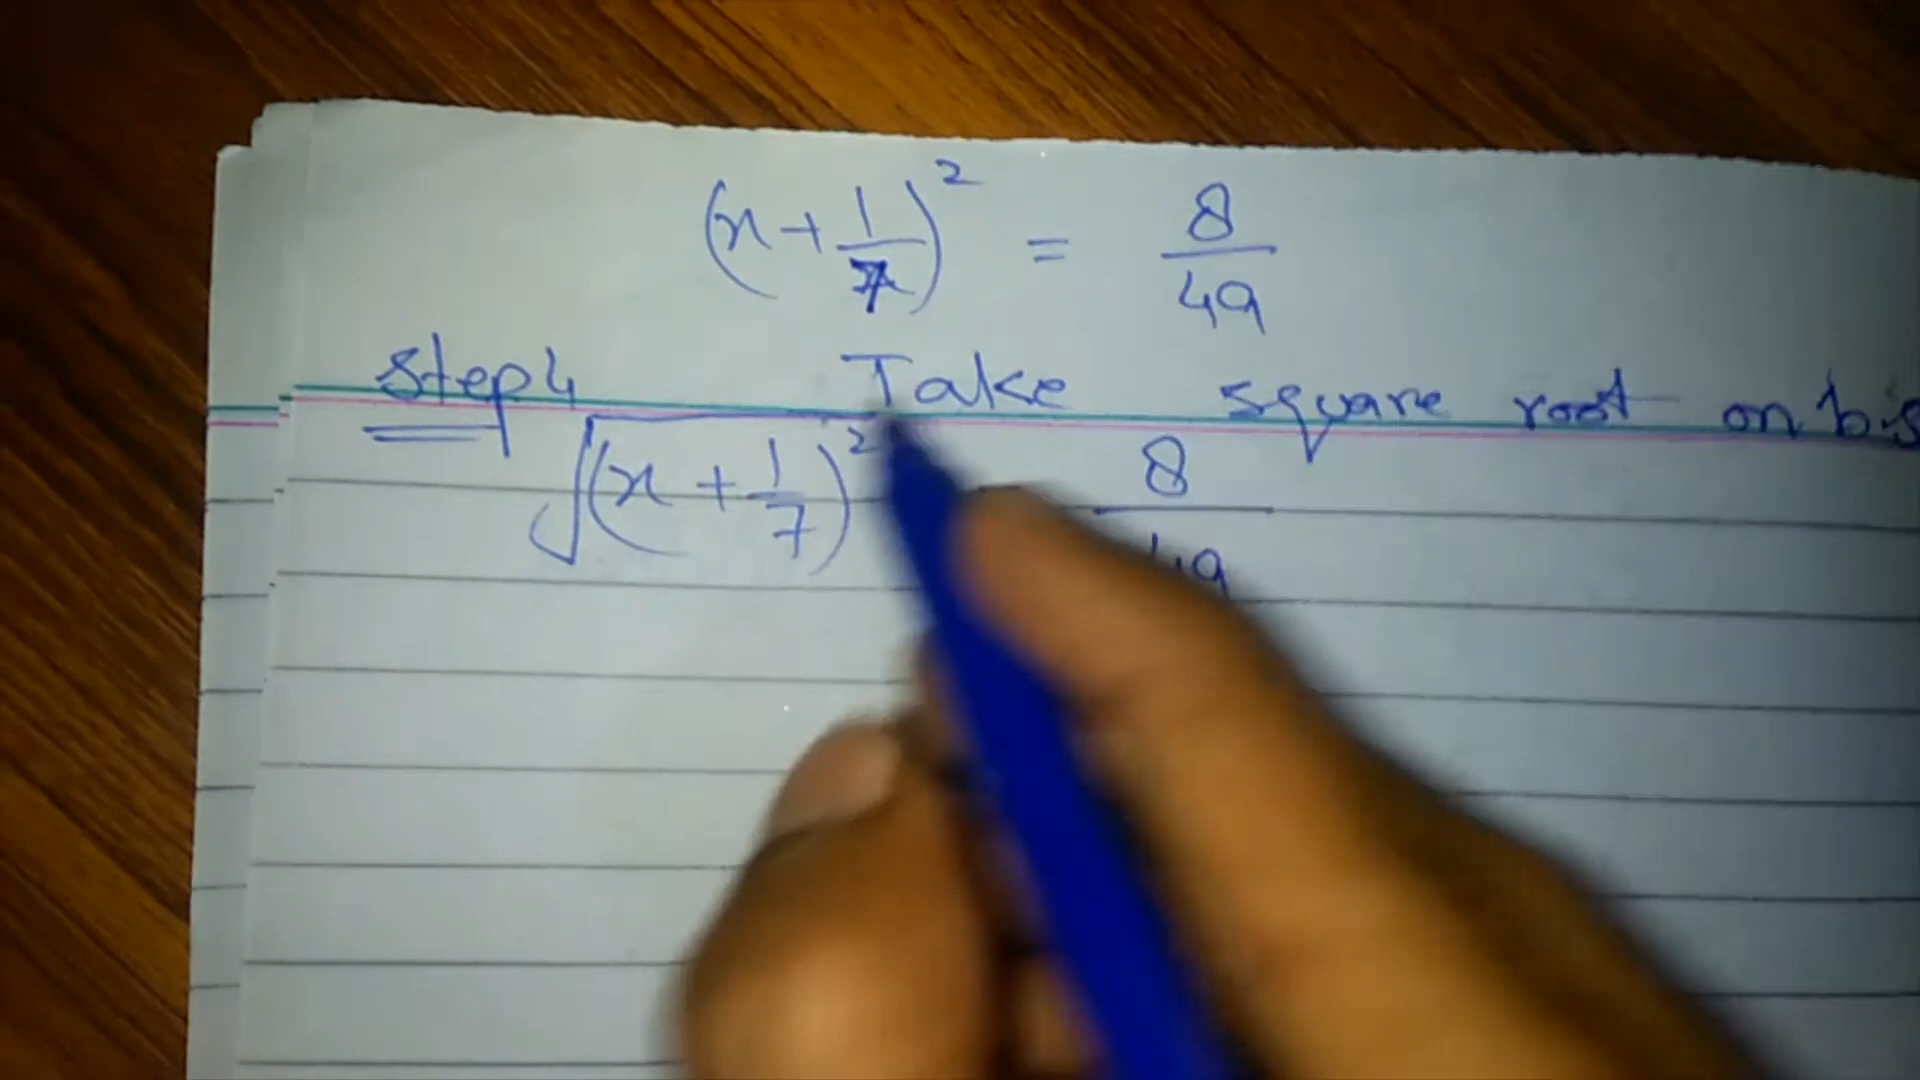 (x + 1/7)² = 8/49
Step 4 Take square root on b.s
√(x + 1/7)² 8/49